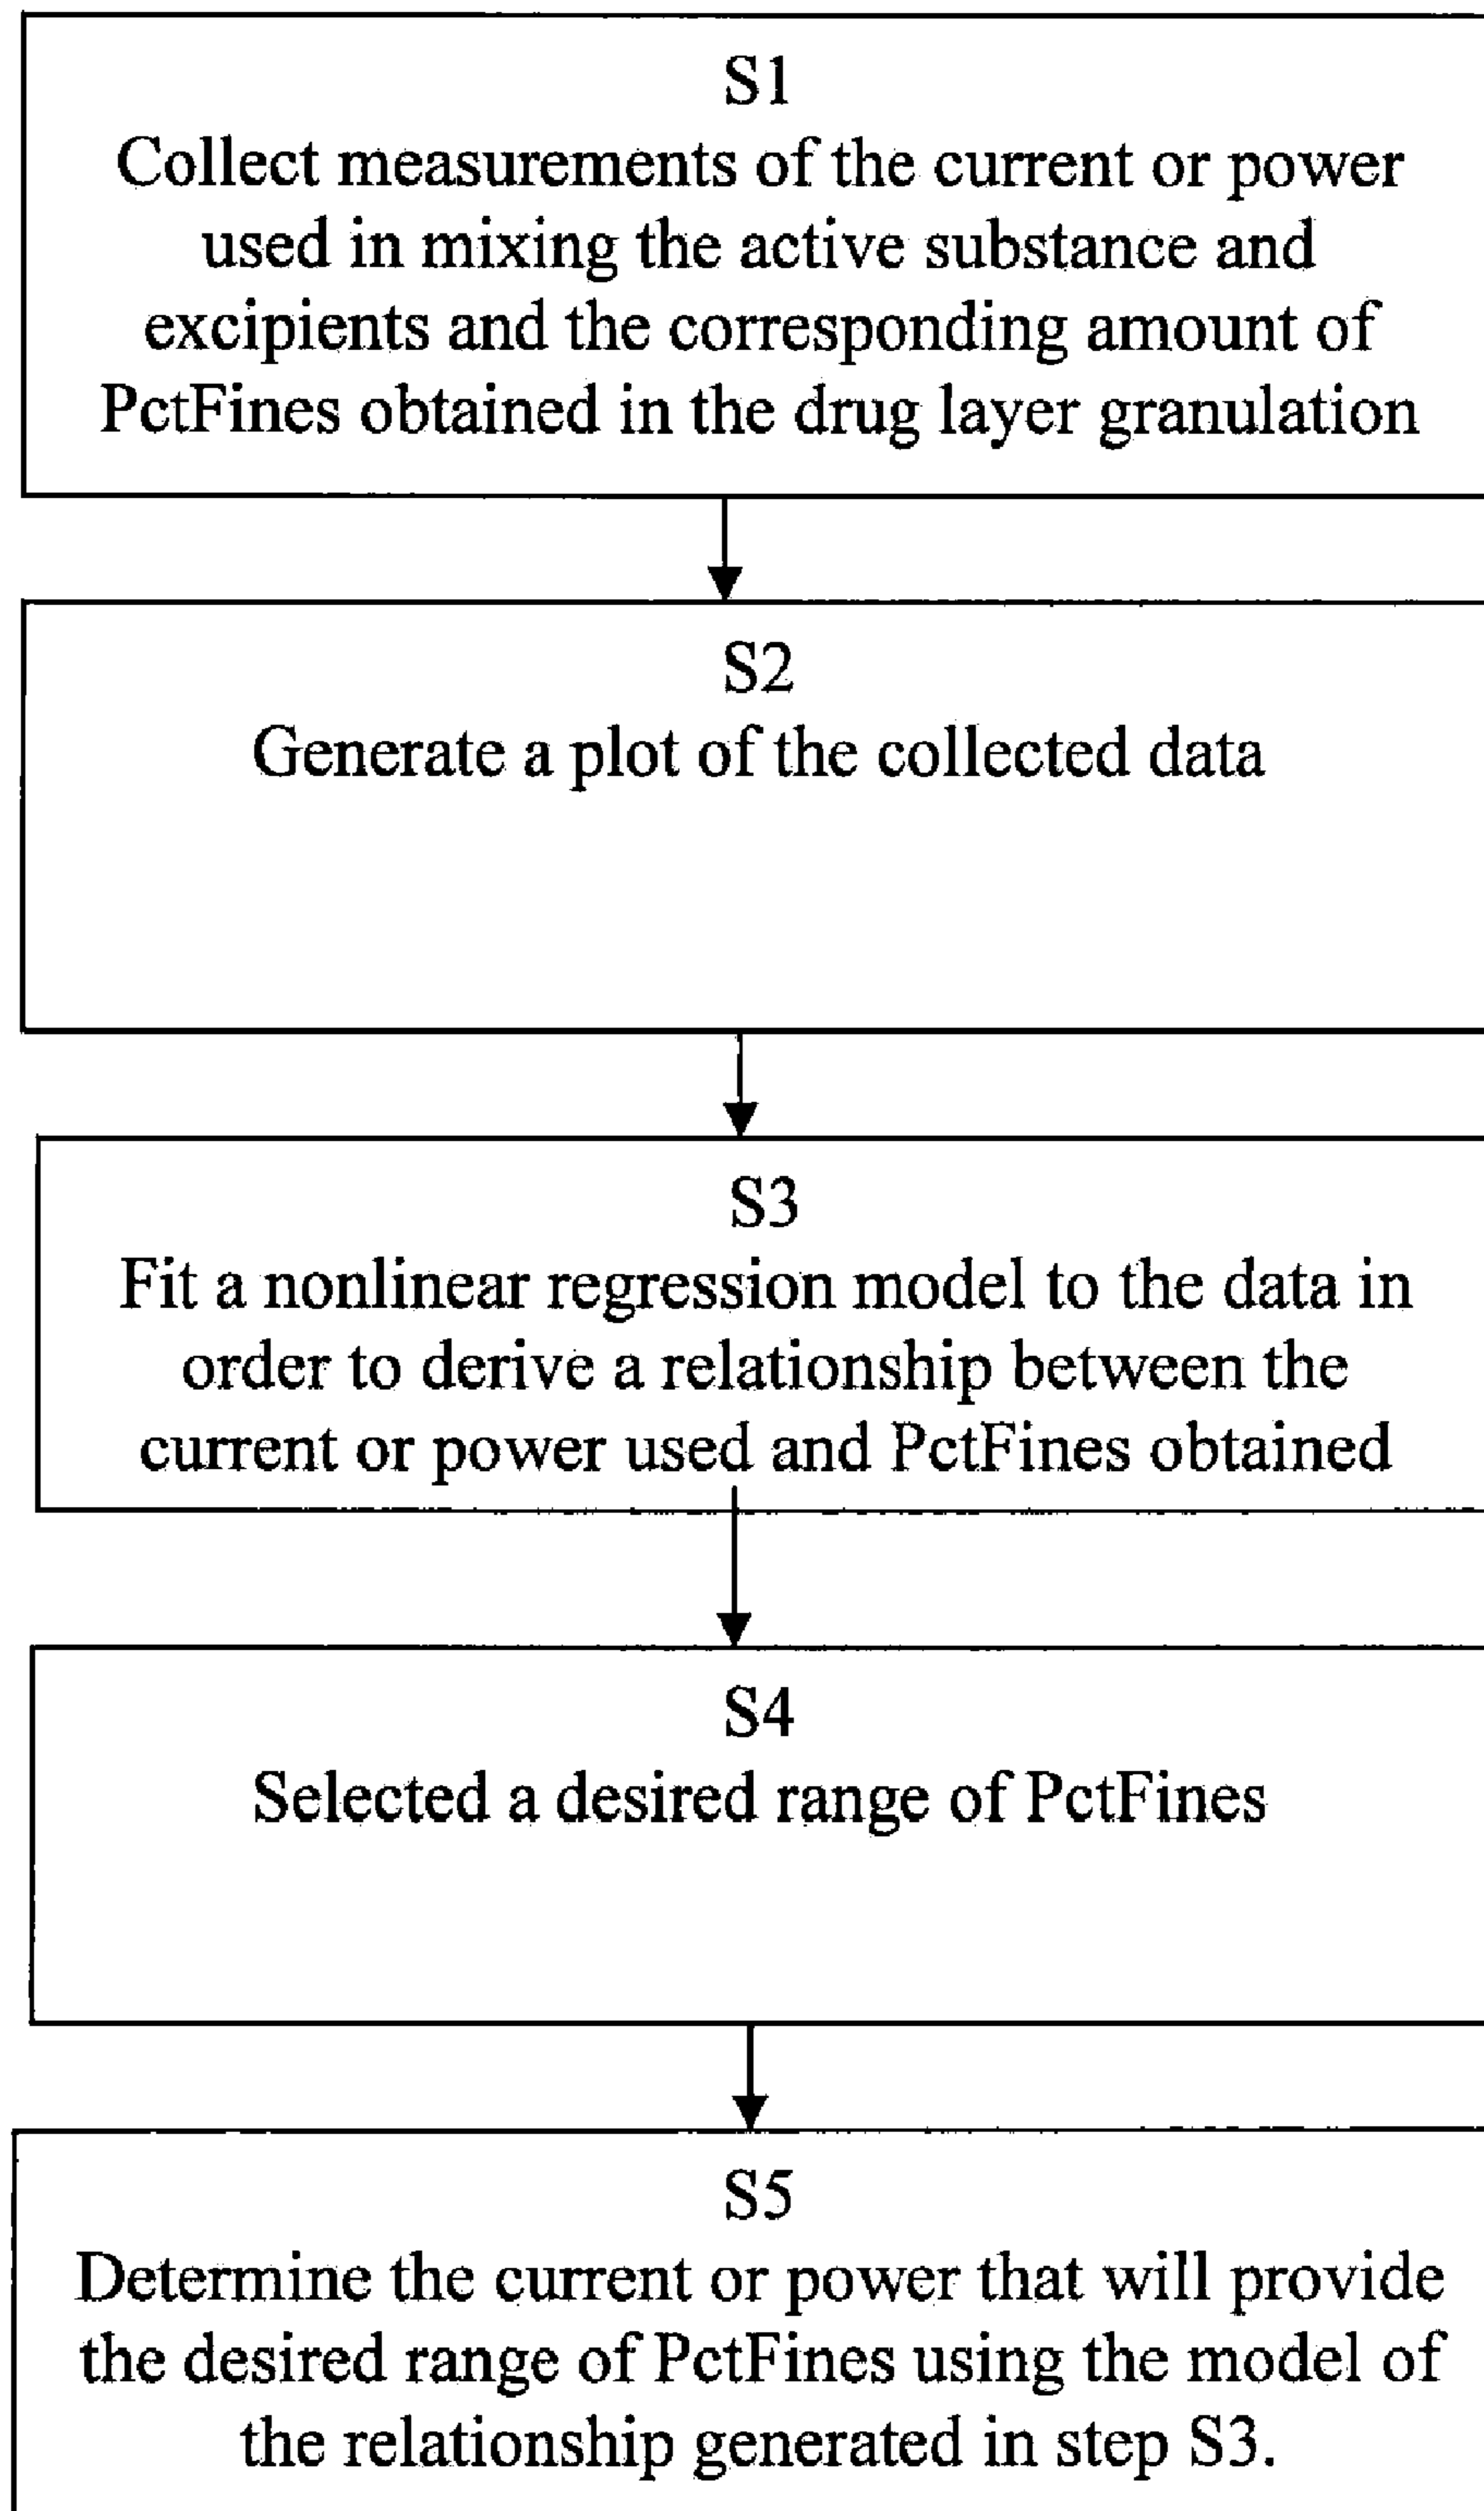 S1
Collect measurements of the current or power
used in mixing the active substance and
excipients and the corresponding amount of
PctFines obtained in the drug layer granulation
S2
Generate a plot of the collected data
S3
Fit a nonlinear regression model to the data in
order to derive a relationship between the
current or power used and PctFines obtained
S4
Selected a desired range of PctFines
S5
Determine the current or power that will provide
the desired range of PctFines using the model of
the relationship generated in step S3.